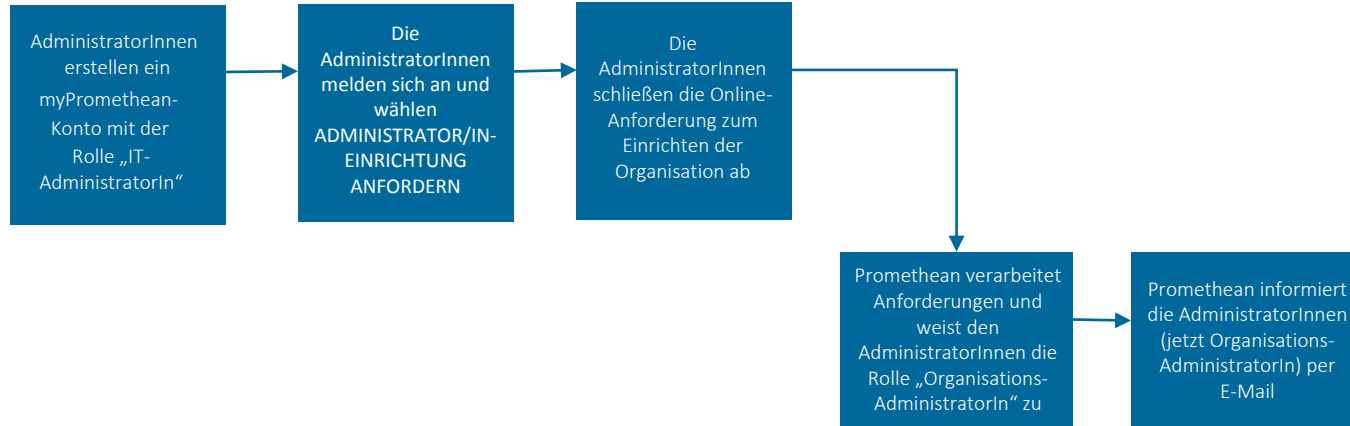 AdministratorInnen
erstellen ein
myPromethean-
Konto mit der
Rolle „IT-
AdministratorIn“
Die
AdministratorInnen
melden sich an und
wählen
ADMINISTRATOR/IN-
EINRICHTUNG
ANFORDERN
Die
AdministratorInnen
schließen die Online-
Anforderung zum
Einrichten der
Organisation ab
Promethean verarbeitet
Anforderungen und
weist den
AdministratorInnen die
Rolle „Organisations-
AdministratorIn“ zu
Promethean informiert
die AdministratorInnen
(jetzt Organisations-
AdministratorIn) per
E-Mail